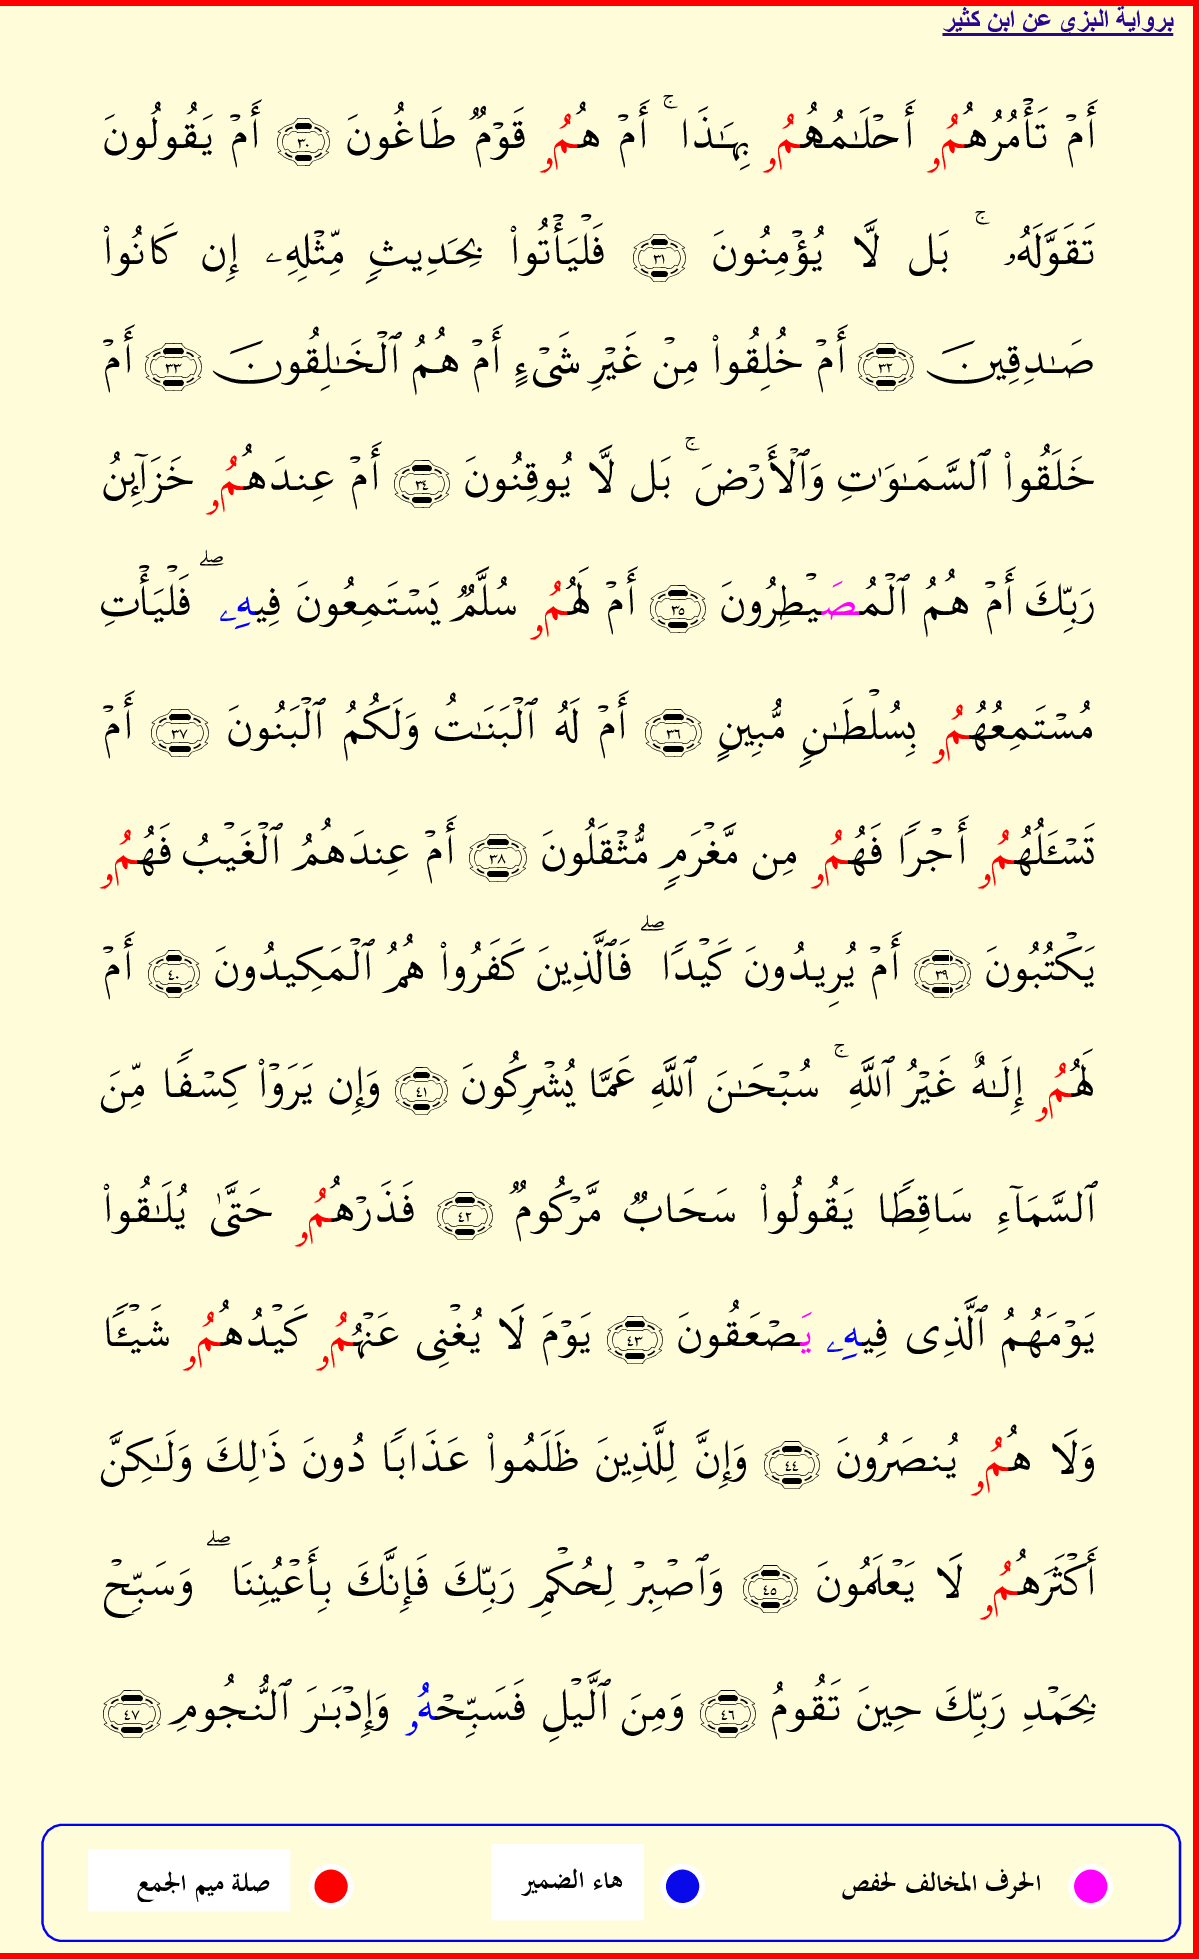 برواية البزي عن ابن كثير
أَمۡ تَأۡمُرُهُمُۥ أَحۡلَٰمُهُمُۥ بِهَٰذَاۚ أَمۡ هُمُۥ قَوۡمٞ طَاغُونَ ٣٠ أَمۡ يَقُولُونَ
تَقَوَّلَهُۥۚ بَل لَّا يُؤۡمِنُونَ ٣١ فَلۡيَأۡتُواْ بِحَدِيثٖ مِّثۡلِهِۦ إِن كَانُواْ
صَٰدِقِينَ ٣٢ أَمۡ خُلِقُواْ مِنۡ غَيۡرِ شَيۡءٍ أَمۡ هُمُ ٱلۡخَٰلِقُونَ ٣٣ أَمۡ
خَلَقُواْ ٱلسَّمَٰوَٰتِ وَٱلۡأَرۡضَۚ بَل لَّا يُوقِنُونَ ٣٤ أَمۡ عِندَهُمُۥ خَزَآئِنُ
رَبِّكَ أَمۡ هُمُ ٱلۡمُصَيۡطِرُونَ ٣٥ أَمۡ لَهُمُۥ سُلَّمٞ يَسۡتَمِعُونَ فِيهِۦۖ فَلۡيَأۡتِ
مُسۡتَمِعُهُمُۥ بِسُلۡطَٰنٖ مُّبِينٍ ٣٦ أَمۡ لَهُ ٱلۡبَنَٰتُ وَلَكُمُ ٱلۡبَنُونَ ٣٧ أَمۡ
تَسۡـَٔلُهُمُۥ أَجۡرٗا فَهُمُۥ مِن مَّغۡرَمٖ مُّثۡقَلُونَ ٣٨ أَمۡ عِندَهُمُ ٱلۡغَيۡبُ فَهُمُۥ
يَكۡتُبُونَ ٣٩ أَمۡ يُرِيدُونَ كَيۡدٗاۖ فَٱلَّذِينَ كَفَرُواْ هُمُ ٱلۡمَكِيدُونَ ٤٠ أَمۡ
لَهُمُۥ إِلَٰهٌ غَيۡرُ ٱللَّهِۚ سُبۡحَٰنَ ٱللَّهِ عَمَّا يُشۡرِكُونَ ٤١ وَإِن يَرَوۡاْ كِسۡفٗا مِّنَ
ٱلسَّمَآءِ سَاقِطٗا يَقُولُواْ سَحَابٞ مَّرۡكُومٞ ٤٢ فَذَرۡهُمُۥ حَتَّىٰ يُلَٰقُواْ
يَوۡمَهُمُ ٱلَّذِي فِيهِۦ يَصۡعَقُونَ ٤٣ يَوۡمَ لَا يُغۡنِي عَنۡهُمُۥ كَيۡدُهُمُۥ شَيۡـٔٗا
وَلَا هُمُۥ يُنصَرُونَ ٤٤ وَإِنَّ لِلَّذِينَ ظَلَمُواْ عَذَابٗا دُونَ ذَٰلِكَ وَلَٰكِنَّ
أَكۡثَرَهُمُۥ لَا يَعۡلَمُونَ ٤٥ وَٱصۡبِرۡ لِحُكۡمِ رَبِّكَ فَإِنَّكَ بِأَعۡيُنِنَاۖ وَسَبِّحۡ
بِحَمۡدِ رَبِّكَ حِينَ تَقُومُ ٤٦ وَمِنَ ٱلَّيۡلِ فَسَبِّحۡهُۥ وَإِدۡبَٰرَ ٱلنُّجُومِ ٤٧
الحرف المخالف لحفص هاء الضمير صلة ميم الجمع